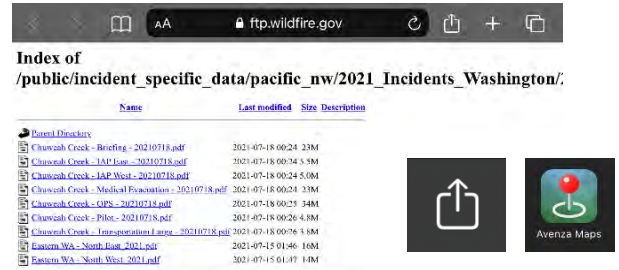 AA ftp.wildfire.gov
Index of
/public/incident_specific_data/pacific_nw/2021_Incidents_Washington/
Name Last modified Size Description
Parent Directory
Chuweah Creek - Briefing - 20210718.pdf 2021-07-18 00:24 23M
Chuweah Creek - IAP East - 20210718.pdf 2021-07-18 00:24 5.5M
Chuweah Creek - IAP West - 20210718.pdf 2021-07-18 00:24 5.0M
Chuweah Creek - Medical Evacuation - 20210718.pdf 2021-07-18 00:24 23M
Chuweah Creek - OPS - 20210718.pdf 2021-07-18 00:25 34M
Chuweah Creek - Pilot - 20210718.pdf 2021-07-18 00:26 4.8M
Chuweah Creek - Transportation Large - 20210718.pdf 2021-07-18 00:26 3.8M
Eastern WA - North East_2021.pdf 2021-07-15 01:46 16M
Eastern WA - North West_2021.pdf 2021-07-15 01:47 14M
Avenza Maps